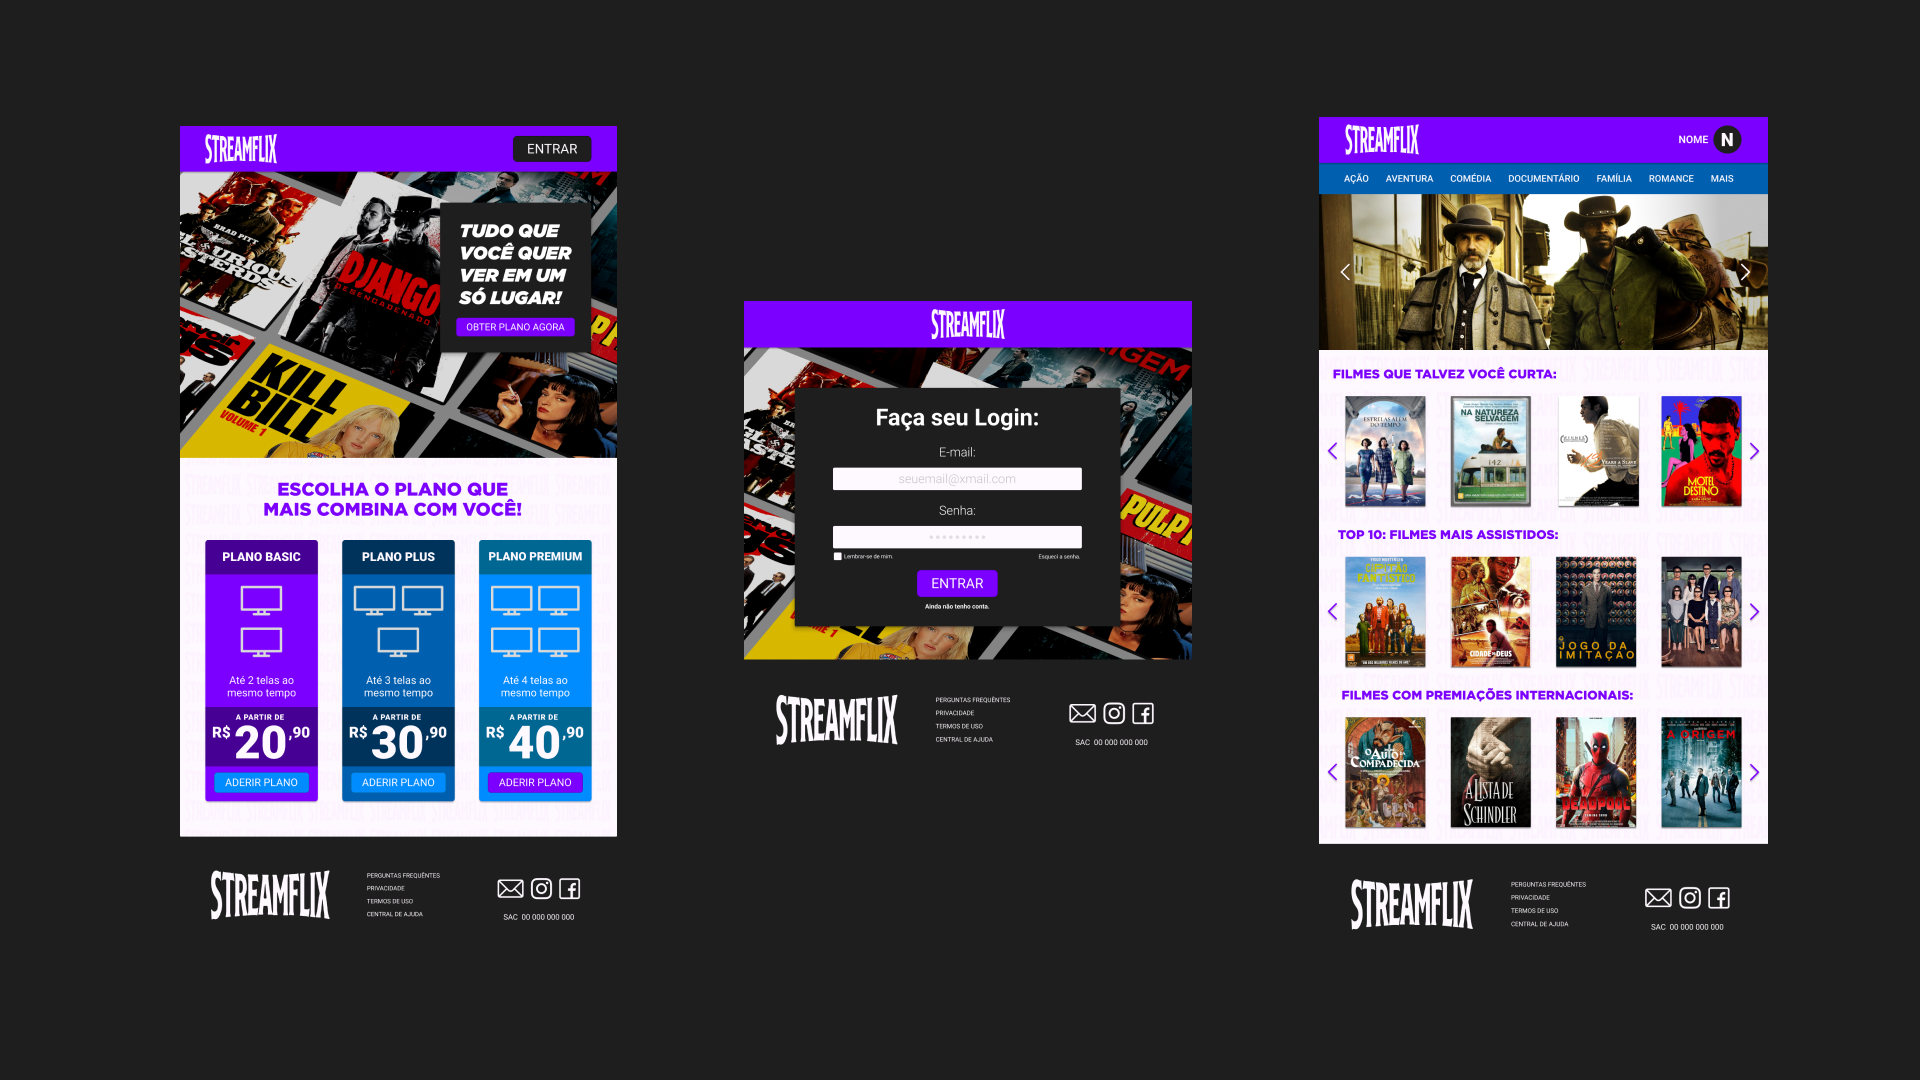 STREAMFLIX
ENTRAR
BRAD PITT
DJANGO
KILL
BILL
VOLUME 1
TUDO QUE
VOCÊ QUER
VER EM UM
SÓ LUGAR!
OBTER PLANO AGORA
ESCOLHA O PLANO QUE
MAIS COMBINA COM VOCÊ!
PLANO BASIC
Até 2 telas ao
mesmo tempo
A PARTIR DE
R$ 20,90
ADERIR PLANO
PLANO PLUS
Até 3 telas ao
mesmo tempo
A PARTIR DE
R$ 30,90
ADERIR PLANO
PLANO PREMIUM
Até 4 telas ao
mesmo tempo
A PARTIR DE
R$ 40,90
ADERIR PLANO
STREAMFLIX
PERGUNTAS FREQUÊNTES
PRIVACIDADE
TERMOS DE USO
CENTRAL DE AJUDA
SAC 00 000 000 000
STREAMFLIX
PULP
Faça seu Login:
E-mail:
seuemail@xmail.com
Senha:
Lembrar-se de mim.
Esqueci a senha.
ENTRAR
Ainda não tenho conta.
STREAMFLIX
PERGUNTAS FREQUÊNTES
PRIVACIDADE
TERMOS DE USO
CENTRAL DE AJUDA
SAC 00 000 000 000
STREAMFLIX
NOME
N
AÇÃO AVENTURA COMÉDIA DOCUMENTÁRIO FAMÍLIA ROMANCE MAIS
FILMES QUE TALVEZ VOCÊ CURTA:
ESTRELAS ALÉM
DO TEMPO
NA NATUREZA
SELVAGEM
142
YEARS A SLAVE
MOTEL
DESTINO
TOP 10: FILMES MAIS ASSISTIDOS:
CAPITÃO
FANTÁSTICO
CIDADE DE DEUS
O
JOGO DA
IMITAÇÃO
FILMES COM PREMIAÇÕES INTERNACIONAIS:
O AUTO DA
COMPADECIDA
A LISTA DE
SCHINDLER
DEADPOOL
A ORIGEM
STREAMFLIX
PERGUNTAS FREQUÊNTES
PRIVACIDADE
TERMOS DE USO
CENTRAL DE AJUDA
SAC 00 000 000 000